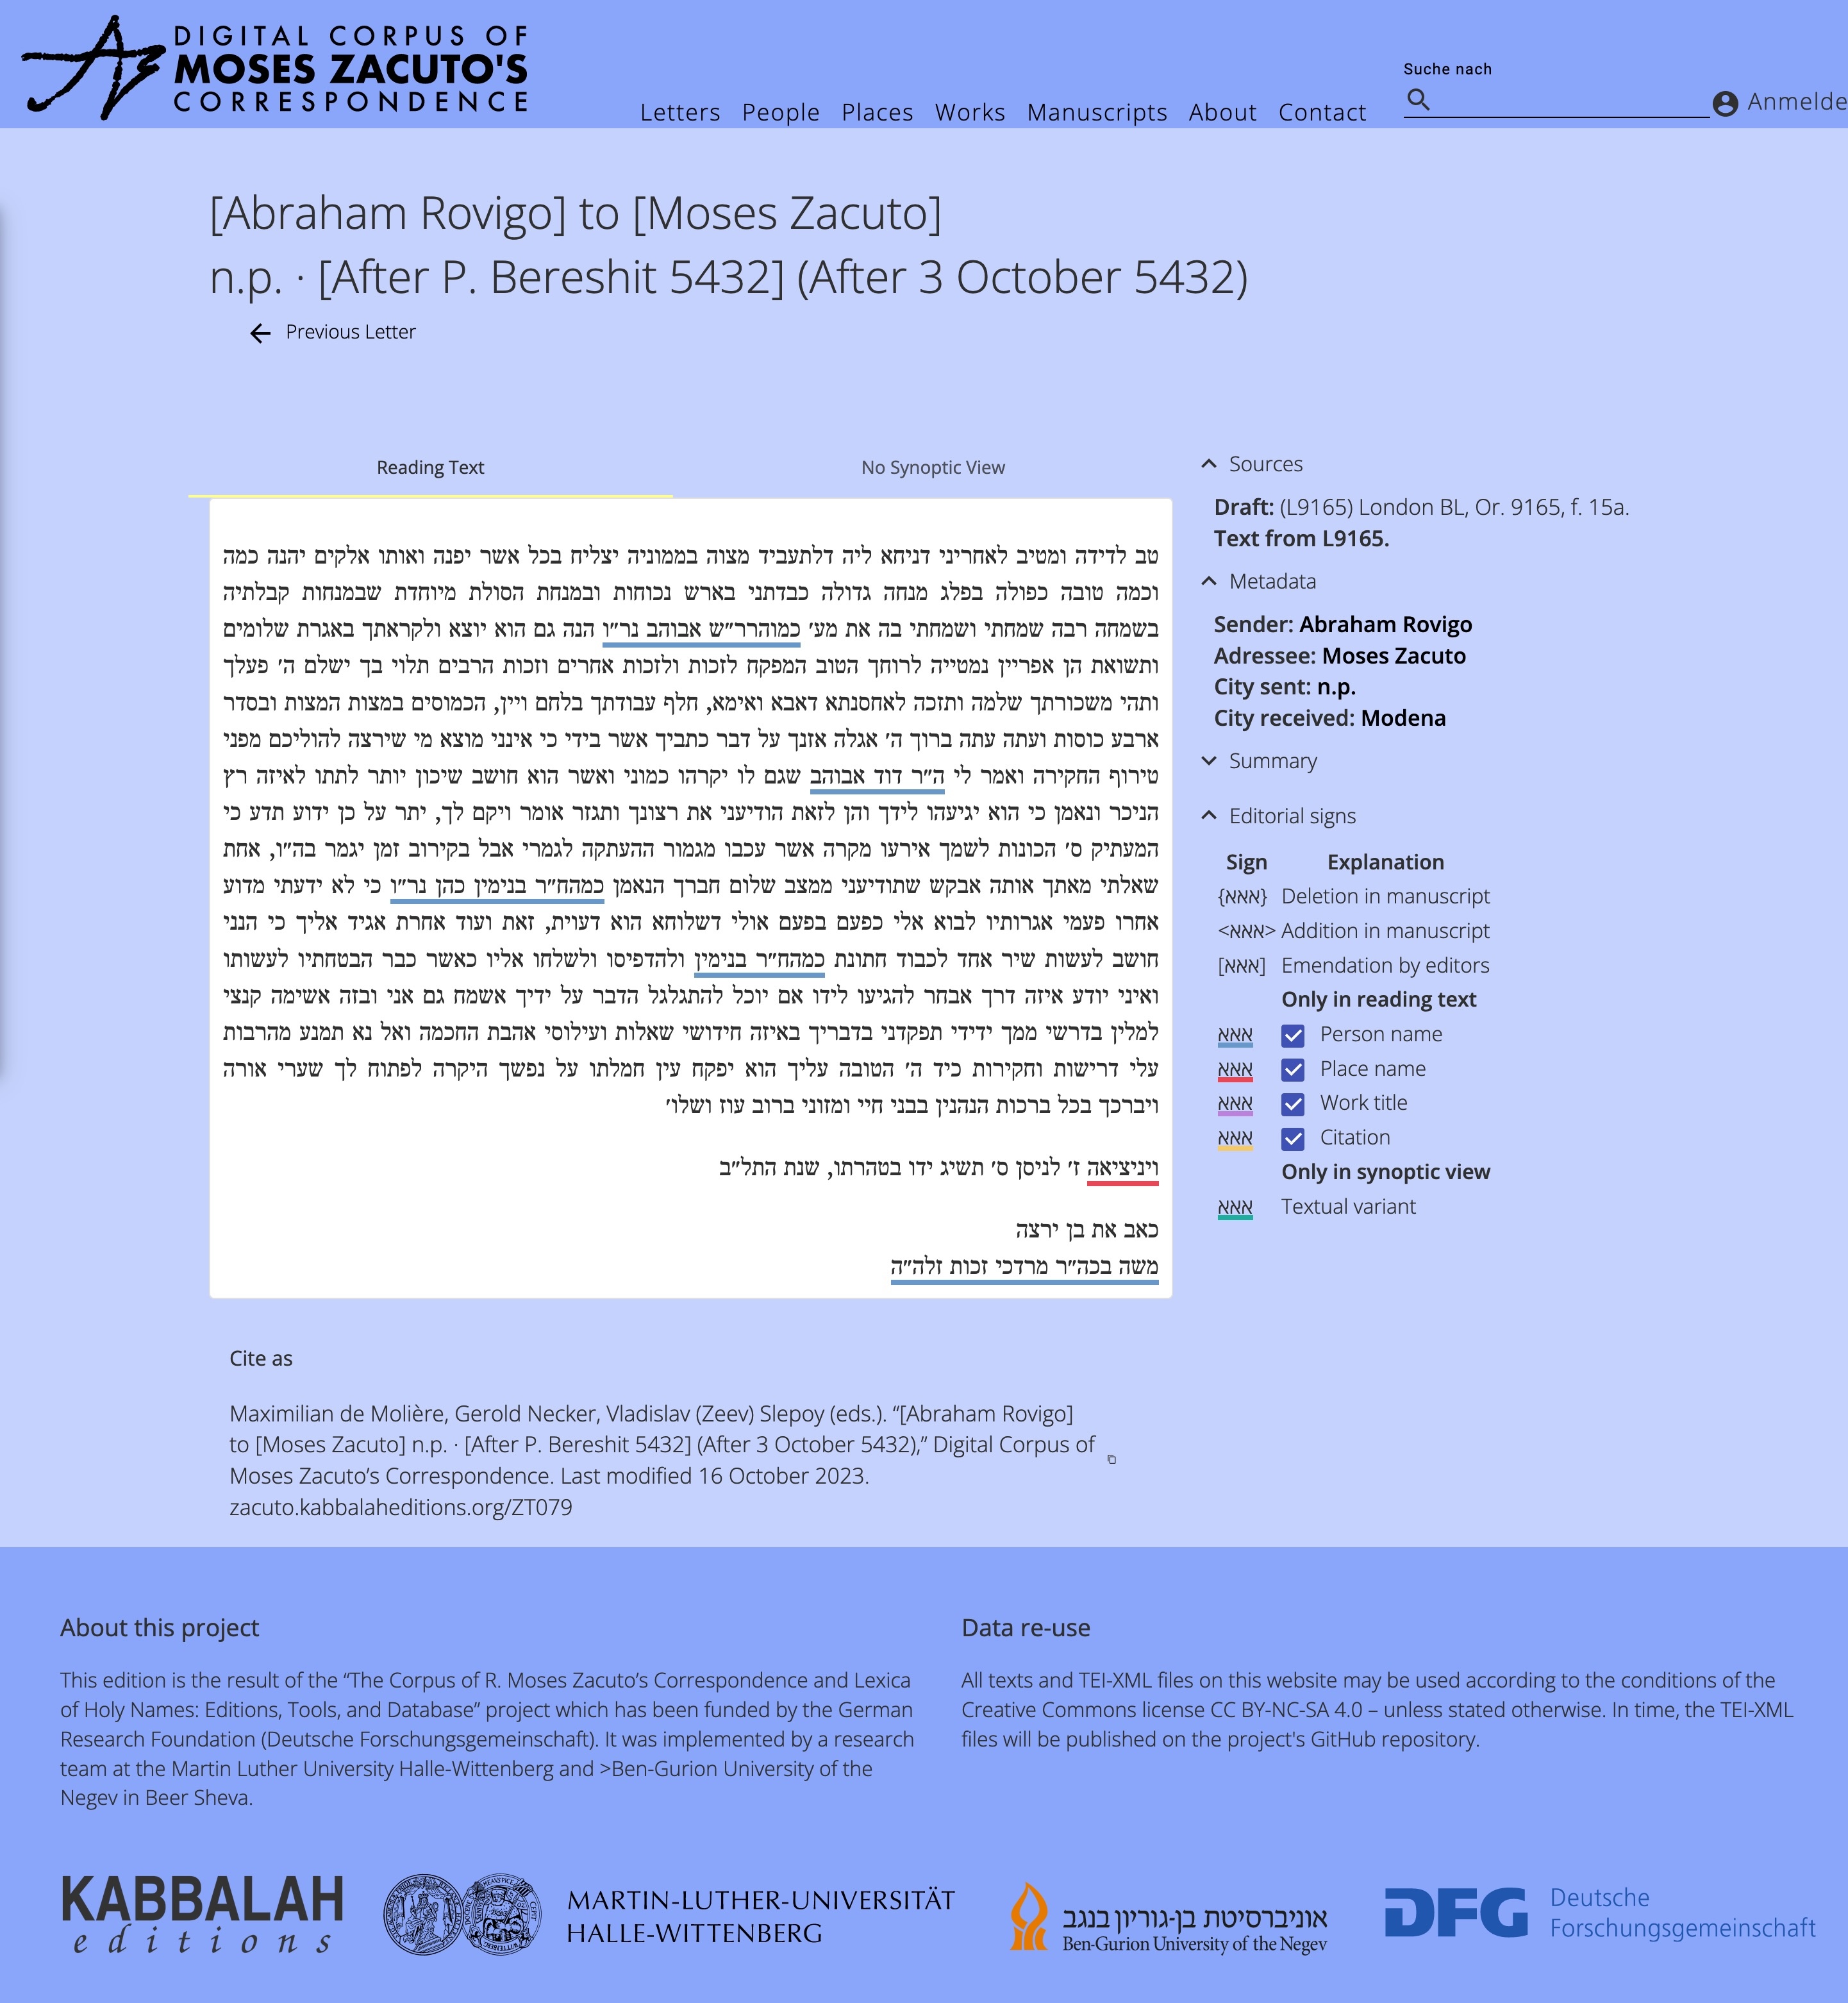 DIGITAL CORPUS OF
MOSES ZACUTO'S
CORRESPONDENCE
Letters People Places Works Manuscripts About Contact
Suche nach
Anmelde
[Abraham Rovigo] to [Moses Zacuto]
n.p. · [After P. Bereshit 5432] (After 3 October 5432)
Previous Letter
Reading Text
No Synoptic View
טב לדידה ומטיב לאחריני דניחא ליה דלתעביד מצוה בממוניה יצליח בכל אשר יפנה ואותו אלקים יהנה כמה
וכמה טובה כפולה בפלג מנחה גדולה כבדתני בארש נכוחות ובמנחת הסולת מיוחדת שבמנחות קבלתיה
בשמחה רבה שמחתי ושמחתי בה את מע׳ כמוהרר״ש אבוהב נר״ו הנה גם הוא יוצא ולקראתך באגרת שלומים
ותשואת הן אפריין נמטייה לרוחך הטוב המפקח לזכות ולזכות אחרים וזכות הרבים תלוי בך ישלם ה׳ פעלך
ותהי משכורתך שלמה ותזכה לאחסנתא דאבא ואימא, חלף עבודתך בלחם ויין, הכמוסים במצות המצות ובסדר
ארבע כוסות ועתה עתה ברוך ה׳ אגלה אזנך על דבר כתביך אשר בידי כי אינני מוצא מי שירצה להוליכם מפני
טירוף החקירה ואמר לי ה״ר דוד אבוהב שגם לו יקרהו כמוני ואשר הוא חושב שיכון יותר לתתו לאיזה רץ
הניכר ונאמן כי הוא יגיעהו לידך והן לזאת הודיעני את רצונך ותגזר אומר ויקם לך, יתר על כן ידוע תדע כי
המעתיק ס׳ הכונות לשמך אירעו מקרה אשר עכבו מגמור ההעתקה לגמרי אבל בקירוב זמן יגמר בה״ו, אחת
שאלתי מאתך אותה אבקש שתודיעני ממצב שלום חברך הנאמן כמהח״ר בנימין כהן נר״ו כי לא ידעתי מדוע
אחרו פעמי אגרותיו לבוא אלי כפעם בפעם אולי דשלוחא הוא דעוית, זאת ועוד אחרת אגיד אליך כי הנני
חושב לעשות שיר אחד לכבוד חתונת כמהח״ר בנימין ולהדפיסו ולשלחו אליו כאשר כבר הבטחתיו לעשותו
ואיני יודע איזה דרך אבחר להגיעו לידו אם יוכל להתגלגל הדבר על ידיך אשמח גם אני ובזה אשימה קנצי
למלין בדרשי ממך ידידי תפקדני בדבריך באיזה חידושי שאלות ועילוסי אהבת החכמה ואל נא תמנע מהרבות
עלי דרישות וחקירות כיד ה׳ הטובה עליך הוא יפקח עין חמלתו על נפשך היקרה לפתוח לך שערי אורה
ויברכך בכל ברכות הנהנין בבני חיי ומזוני ברוב עוז ושלו׳
ויניציאה ז׳ לניסן ס׳ תשיג ידו בטהרתו, שנת התל״ב
כאב את בן ירצה
משה בכה״ר מרדכי זכות זלה״ה
Sources
Draft: (L9165) London BL, Or. 9165, f. 15a.
Text from L9165.
Metadata
Sender: Abraham Rovigo
Adressee: Moses Zacuto
City sent: n.p.
City received: Modena
Summary
Editorial signs
Sign Explanation
{אאא} Deletion in manuscript
<אאא> Addition in manuscript
[אאא] Emendation by editors
Only in reading text
אאא Person name
אאא Place name
אאא Work title
אאא Citation
Only in synoptic view
אאא Textual variant
Cite as
Maximilian de Molière, Gerold Necker, Vladislav (Zeev) Slepoy (eds.). “[Abraham Rovigo]
to [Moses Zacuto] n.p. · [After P. Bereshit 5432] (After 3 October 5432),” Digital Corpus of
Moses Zacuto’s Correspondence. Last modified 16 October 2023.
zacuto.kabbalaheditions.org/ZT079
About this project
This edition is the result of the “The Corpus of R. Moses Zacuto’s Correspondence and Lexica
of Holy Names: Editions, Tools, and Database” project which has been funded by the German
Research Foundation (Deutsche Forschungsgemeinschaft). It was implemented by a research
team at the Martin Luther University Halle-Wittenberg and >Ben-Gurion University of the
Negev in Beer Sheva.
Data re-use
All texts and TEI-XML files on this website may be used according to the conditions of the
Creative Commons license CC BY-NC-SA 4.0 – unless stated otherwise. In time, the TEI-XML
files will be published on the project's GitHub repository.
KABBALAH
editions
MARTIN-LUTHER-UNIVERSITÄT
HALLE-WITTENBERG
אוניברסיטת בן-גוריון בנגב
Ben-Gurion University of the Negev
DFG
Deutsche
Forschungsgemeinschaft